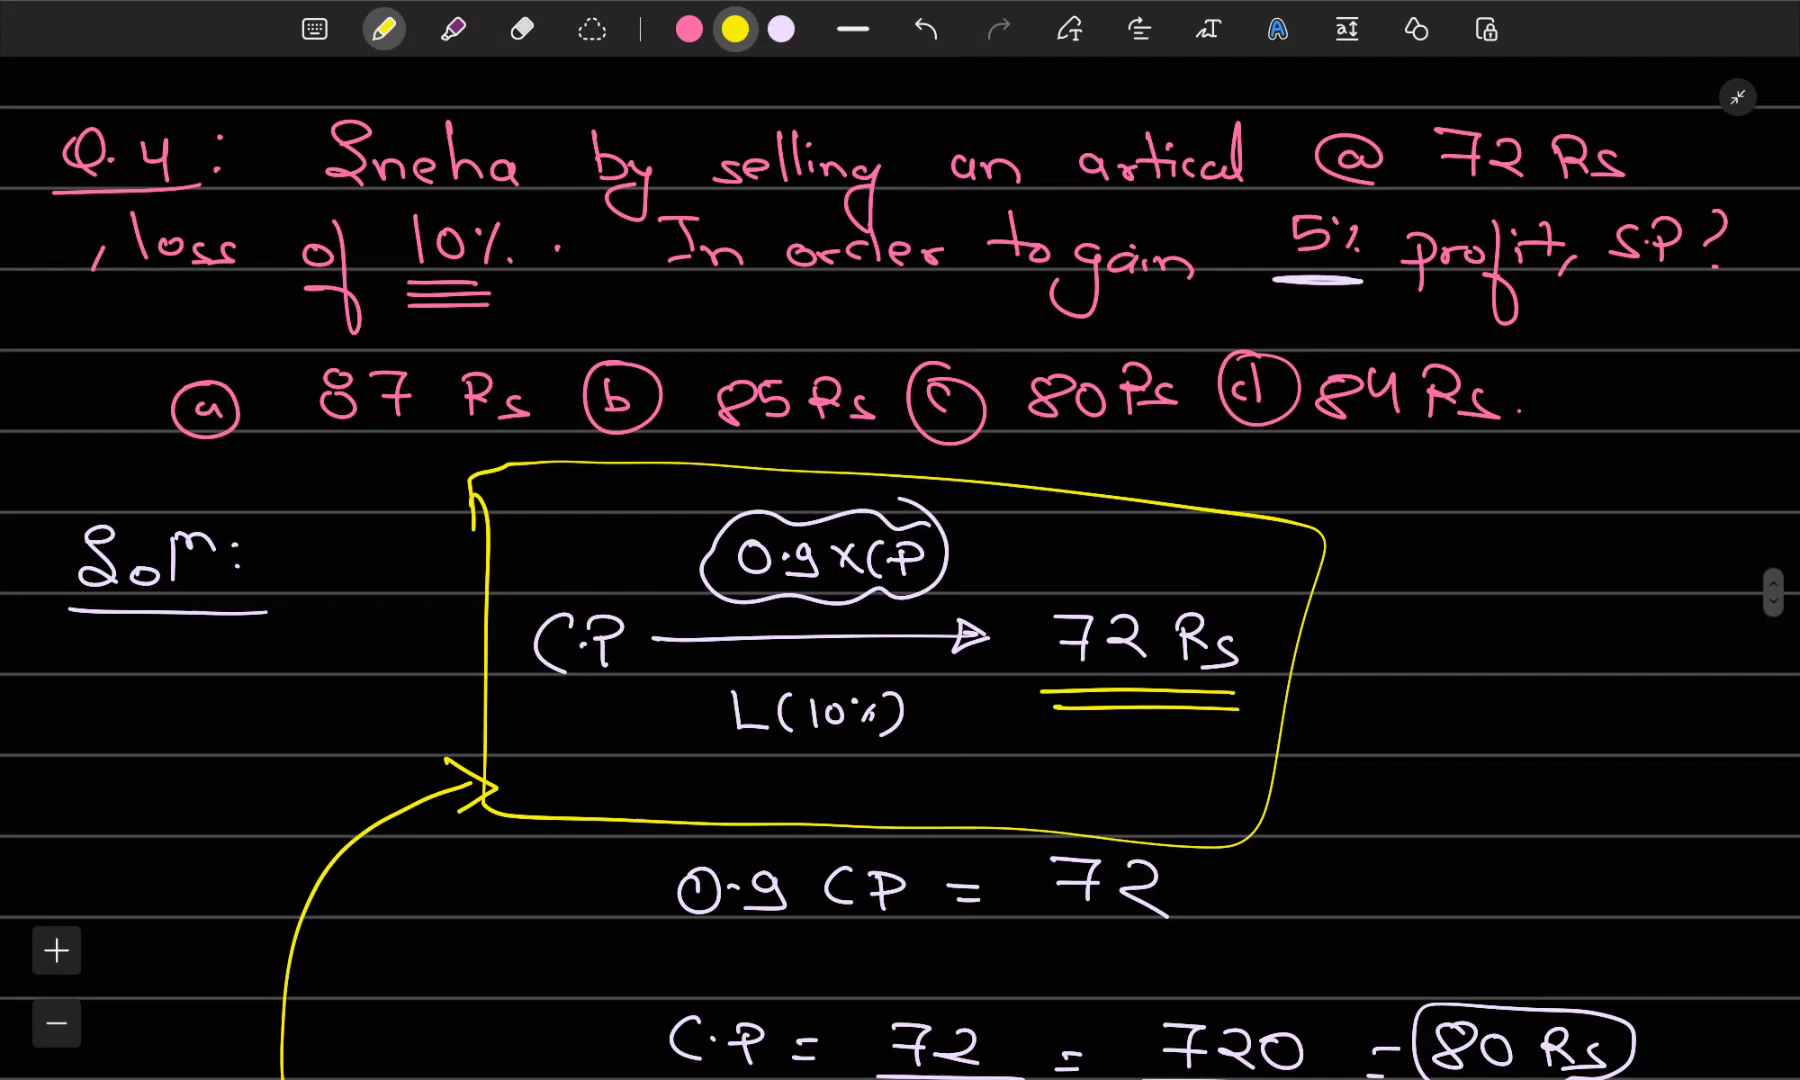 Q.4: Sneha by selling an artical @ 72 Rs
, loss of 10%. In order to gain 5% profit, S.P?
(a) 87 Rs (b) 85 Rs (c) 80 Rs (d) 84 Rs.
Soln:
0.9 x CP
C.P → 72 Rs
L (10%)
0.9 CP = 72
C.P = 72 = 720 = 80 Rs